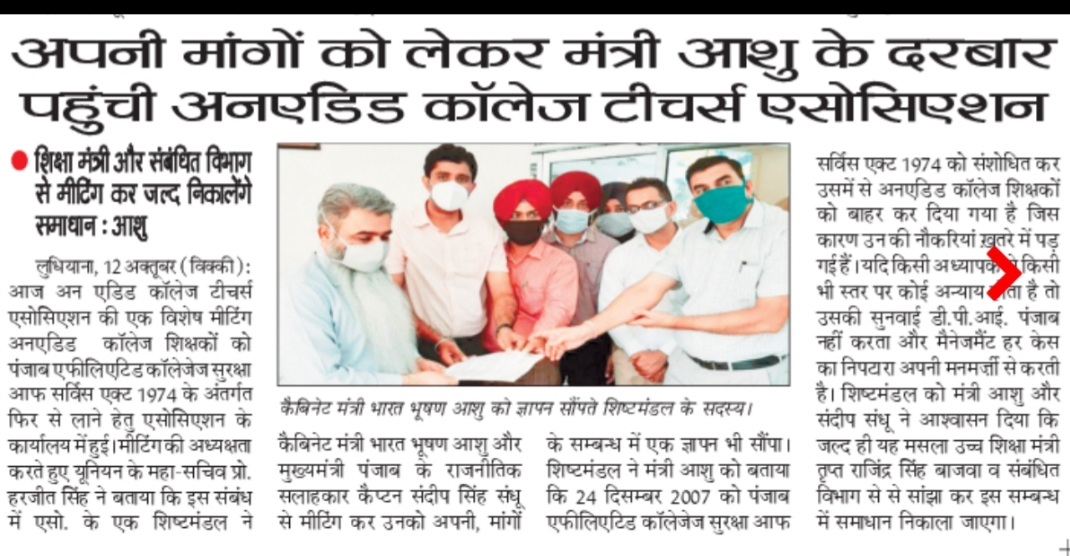 अपनी मांगों को लेकर मंत्री आशु के दरबार
पहुंची अनएडिड कॉलेज टीचर्स एसोसिएशन
शिक्षा मंत्री और संबंधित विभाग
से मीटिंग कर जल्द निकालेंगे
समाधान : आशु
लुधियाना, 12 अक्तूबर (विक्की) :
आज अन एडिड कॉलेज टीचर्स
एसोसिएशन की एक विशेष मीटिंग
अनएडिड कॉलेज शिक्षकों को
पंजाब एफीलिएटिड कॉलेजेज सुरक्षा
आफ सर्विस एक्ट 1974 के अंतर्गत
फिर से लाने हेतु एसोसिएशन के
कार्यालय में हुई। मीटिंग की अध्यक्षता
करते हुए यूनियन के महा-सचिव प्रो.
हरजीत सिंह ने बताया कि इस संबंध
में एसो. के एक शिष्टमंडल ने
कैबिनेट मंत्री भारत भूषण आशु को ज्ञापन सौंपते शिष्टमंडल के सदस्य।
कैबिनेट मंत्री भारत भूषण आशु और
मुख्यमंत्री पंजाब के राजनीतिक
सलाहकार कैप्टन संदीप सिंह संधू
से मीटिंग कर उनको अपनी, मांगों
के सम्बन्ध में एक ज्ञापन भी सौंपा।
शिष्टमंडल ने मंत्री आशु को बताया
कि 24 दिसम्बर 2007 को पंजाब
एफीलिएटिड कॉलेजेज सुरक्षा आफ
सर्विस एक्ट 1974 को संशोधित कर
उसमें से अनएडिड कॉलेज शिक्षकों
को बाहर कर दिया गया है जिस
कारण उनकी नौकरियां ख़तरे में पड़
गई हैं। यदि किसी अध्यापक किसी
भी स्तर पर कोई अन्याय है तो
उसकी सुनवाई डी.पी.आई. पंजाब
नहीं करता और मैनेजमैंट हर केस
का निपटारा अपनी मनमर्ज़ी से करती
है। शिष्टमंडल को मंत्री आशु और
संदीप संधू ने आश्वासन दिया कि
जल्द ही यह मसला उच्च शिक्षा मंत्री
तृप्त राजिंद्र सिंह बाजवा व संबंधित
विभाग से से सांझा कर इस सम्बन्ध
में समाधान निकाला जाएगा।